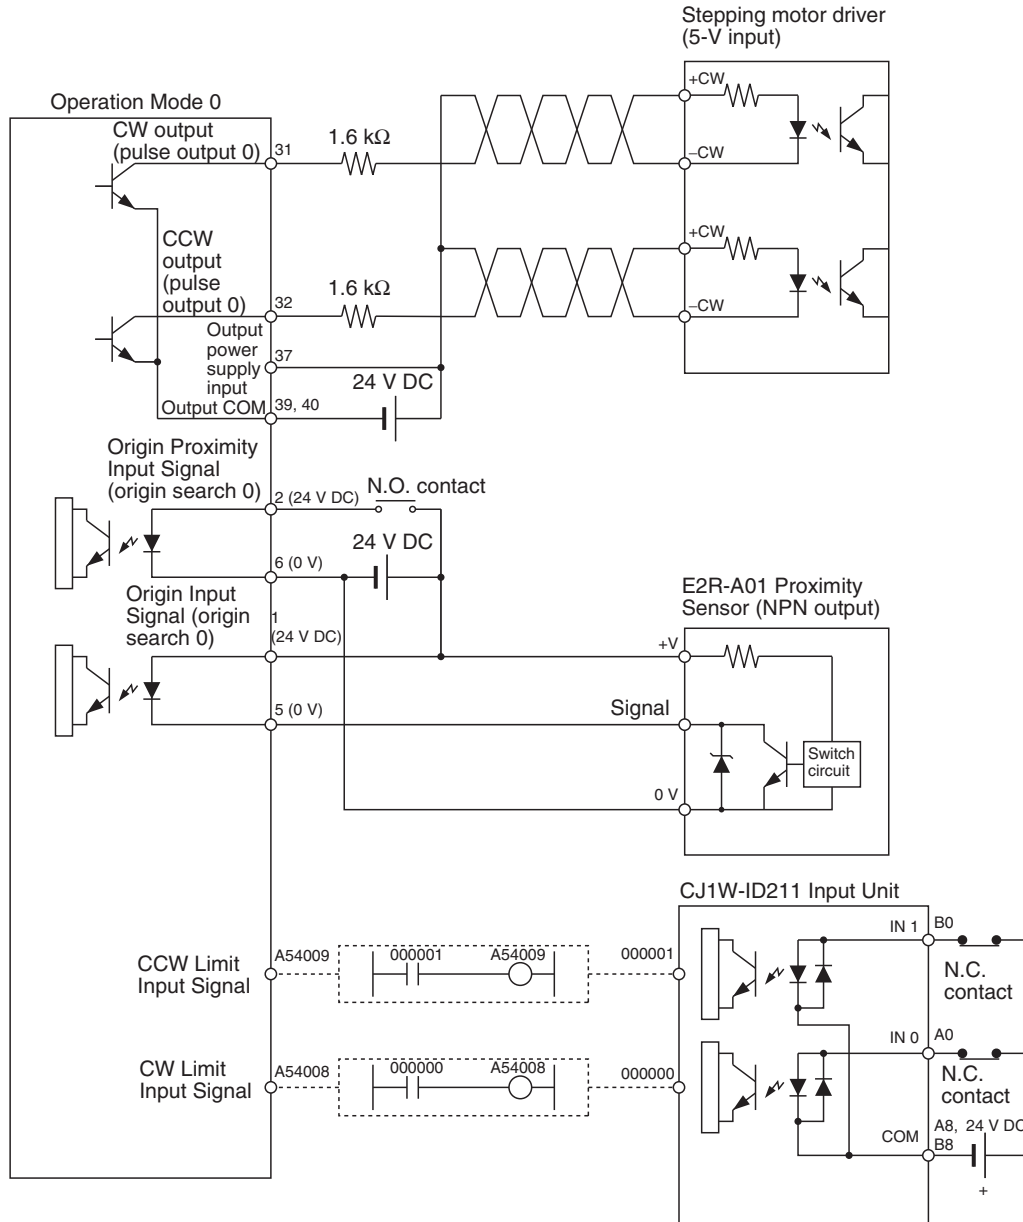 Stepping motor driver
(5-V input)
+CW
−CW
+CW
−CW
Operation Mode 0
CW output
(pulse output 0)
31
1.6 kΩ
CCW
output
(pulse
output 0)
32
1.6 kΩ
Output
power
supply
input
37
24 V DC
Output COM
39, 40
Origin Proximity
Input Signal
(origin search 0)
2 (24 V DC)
N.O. contact
24 V DC
6 (0 V)
Origin Input
Signal (origin
search 0)
1
(24 V DC)
5 (0 V)
E2R-A01 Proximity
Sensor (NPN output)
+V
Signal
Switch
circuit
0 V
CJ1W-ID211 Input Unit
IN 1
B0
N.C.
contact
CCW Limit
Input Signal
A54009
000001
A54009
000001
IN 0
A0
N.C.
contact
CW Limit
Input Signal
A54008
000000
A54008
000000
COM
A8,
B8
24 V DC
+